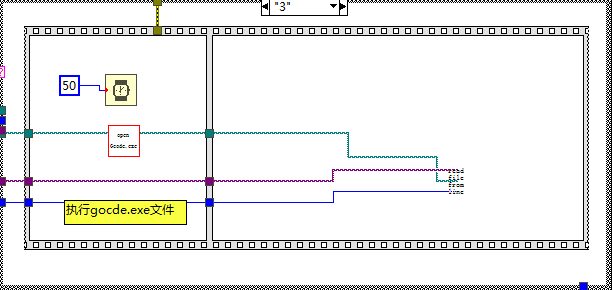 "3"
50
open
Gcode.exe
read
file
from
line
执行gocde.exe文件